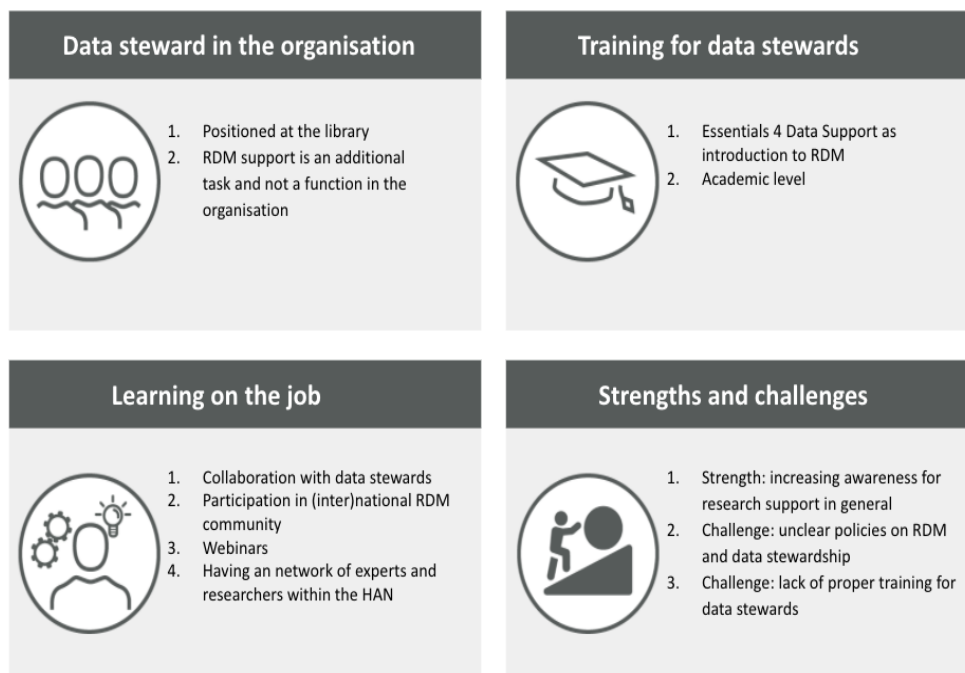 Data steward in the organisation
1. Positioned at the library
2. RDM support is an additional
task and not a function in the
organisation
Training for data stewards
1. Essentials 4 Data Support as
introduction to RDM
2. Academic level
Learning on the job
1. Collaboration with data stewards
2. Participation in (inter)national RDM
community
3. Webinars
4. Having an network of experts and
researchers within the HAN
Strengths and challenges
1. Strength: increasing awareness for
research support in general
2. Challenge: unclear policies on RDM
and data stewardship
3. Challenge: lack of proper training for
data stewards